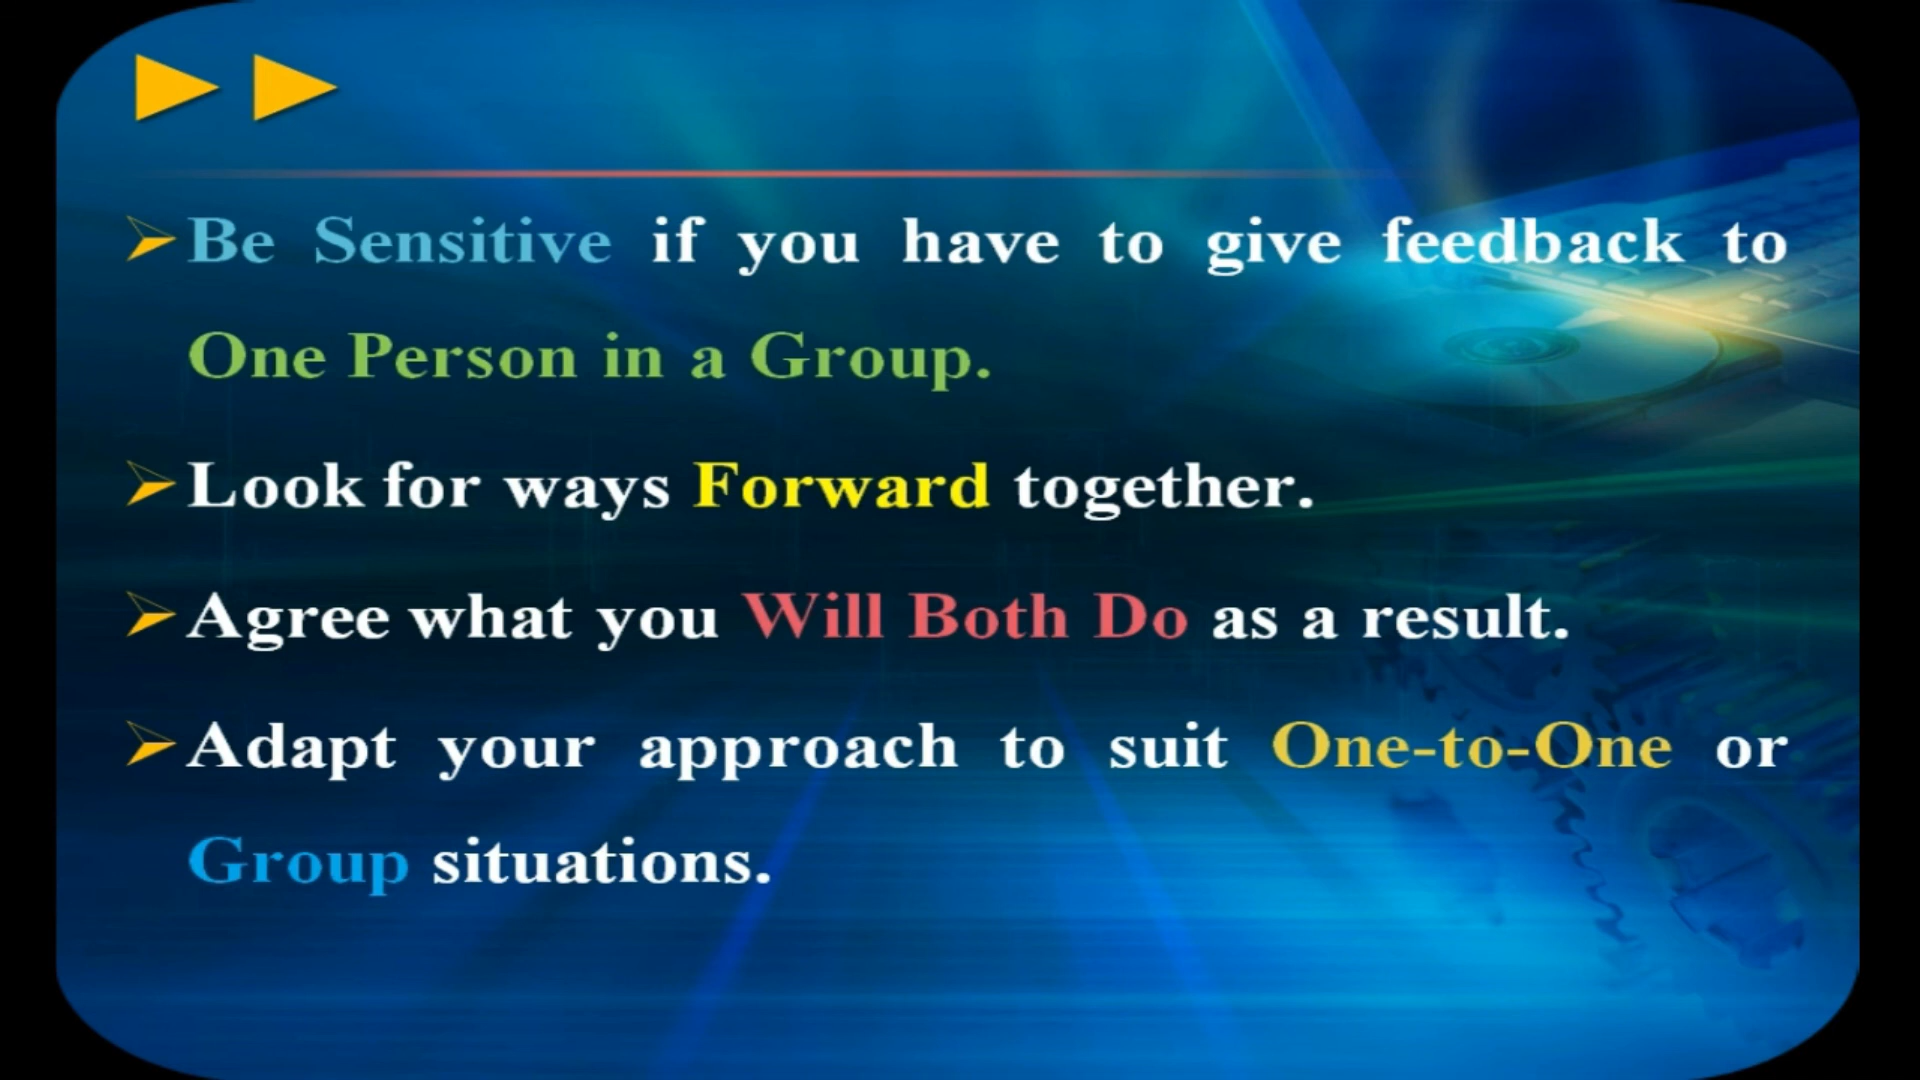 Be Sensitive if you have to give feedback to
One Person in a Group.
Look for ways Forward together.
Agree what you Will Both Do as a result.
Adapt your approach to suit One-to-One or
Group situations.